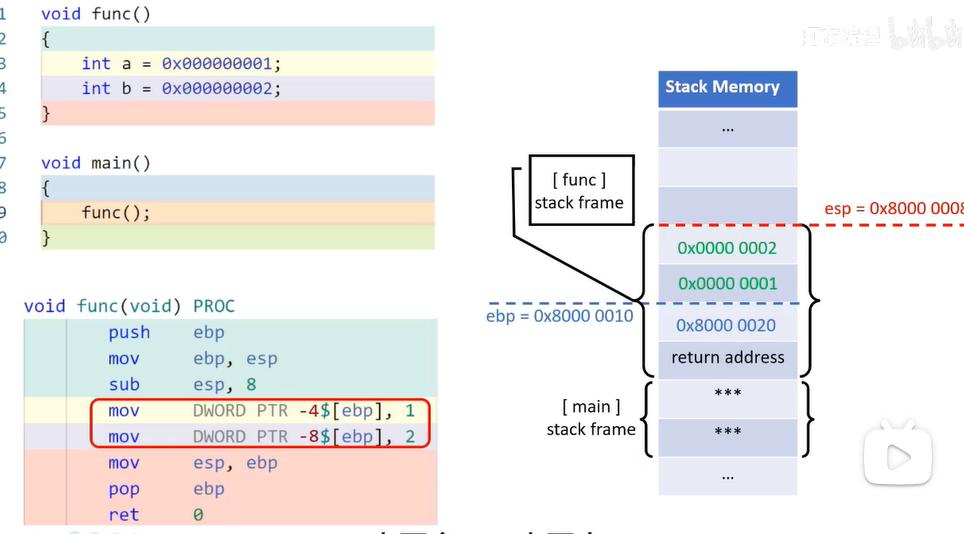 1 void func()
2 {
3 int a = 0x000000001;
4 int b = 0x000000002;
5 }
6
7 void main()
8 {
9 func();
0 }
void func(void) PROC
push ebp
mov ebp, esp
sub esp, 8
mov DWORD PTR -4$[ebp], 1
mov DWORD PTR -8$[ebp], 2
mov esp, ebp
pop ebp
ret 0
bilibili
Stack Memory
...
[ func ]
stack frame
esp = 0x8000 0008
0x0000 0002
0x0000 0001
ebp = 0x8000 0010
0x8000 0020
return address
[ main ]
stack frame
***
***
...